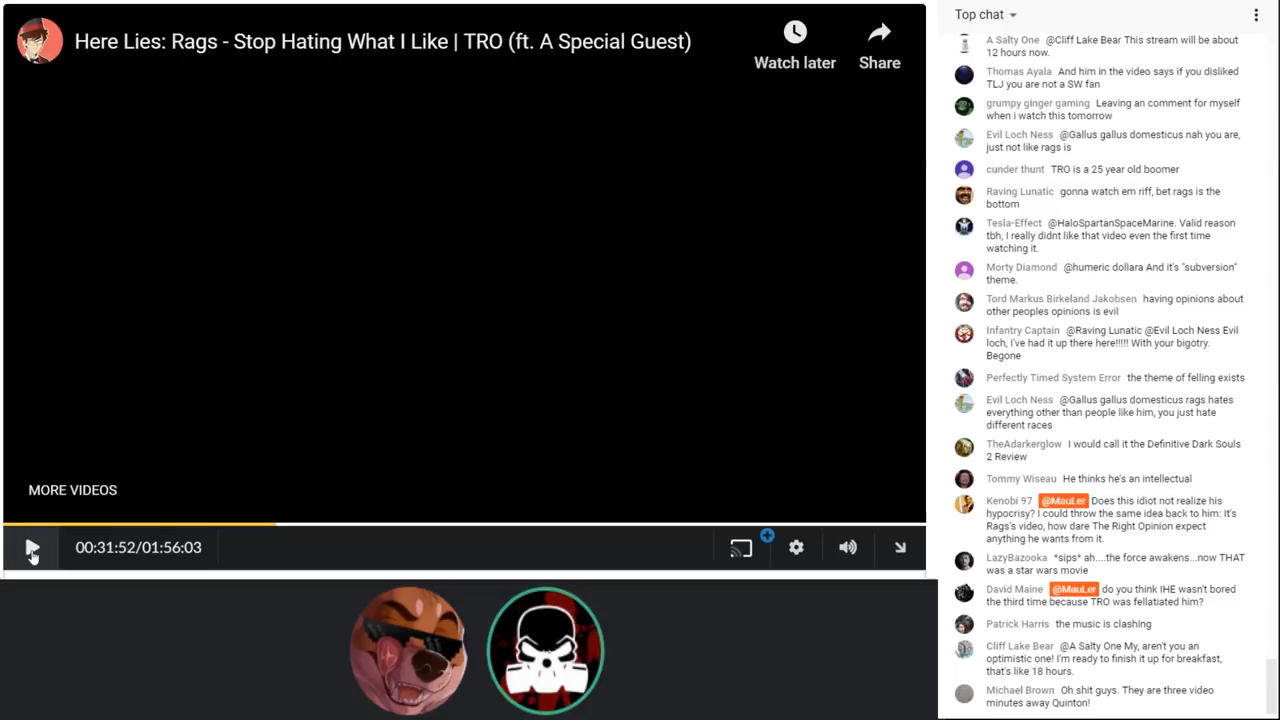 Here Lies: Rags - Stop Hating What I Like | TRO (ft. A Special Guest)
Watch later
Share
MORE VIDEOS
00:31:52/01:56:03
Top chat
A Salty One @Cliff Lake Bear This stream will be about
12 hours now.
Thomas Ayala And him in the video says if you disliked
TLJ you are not a SW fan
grumpy ginger gaming Leaving an comment for myself
when i watch this tomorrow
Evil Loch Ness @Gallus gallus domesticus nah you are,
just not like rags is
cunder thunt TRO is a 25 year old boomer
Raving Lunatic gonna watch em riff, bet rags is the
bottom
Tesla-Effect @HaloSpartanSpaceMarine. Valid reason
tbh, I really didnt like that video even the first time
watching it.
Morty Diamond @humeric dollara And it's "subversion"
theme.
Tord Markus Birkeland Jakobsen having opinions about
other peoples opinions is evil
Infantry Captain @Raving Lunatic @Evil Loch Ness Evil
loch, I've had it up there here!!!!! With your bigotry.
Begone
Perfectly Timed System Error the theme of felling exists
Evil Loch Ness @Gallus gallus domesticus rags hates
everything other than people like him, you just hate
different races
TheAdarkerglow I would call it the Definitive Dark Souls
2 Review
Tommy Wiseau He thinks he's an intellectual
Kenobi 97 @MauLer Does this idiot not realize his
hypocrisy? I could throw the same idea back to him: It's
Rags's video, how dare The Right Opinion expect
anything he wants from it.
LazyBazooka *sips* ah....the force awakens...now THAT
was a star wars movie
David Maine @MauLer do you think IHE wasn't bored
the third time because TRO was fellatiated him?
Patrick Harris the music is clashing
Cliff Lake Bear @A Salty One My, aren't you an
optimistic one! I'm ready to finish it up for breakfast,
that's like 18 hours.
Michael Brown Oh shit guys. They are three video
minutes away Quinton!